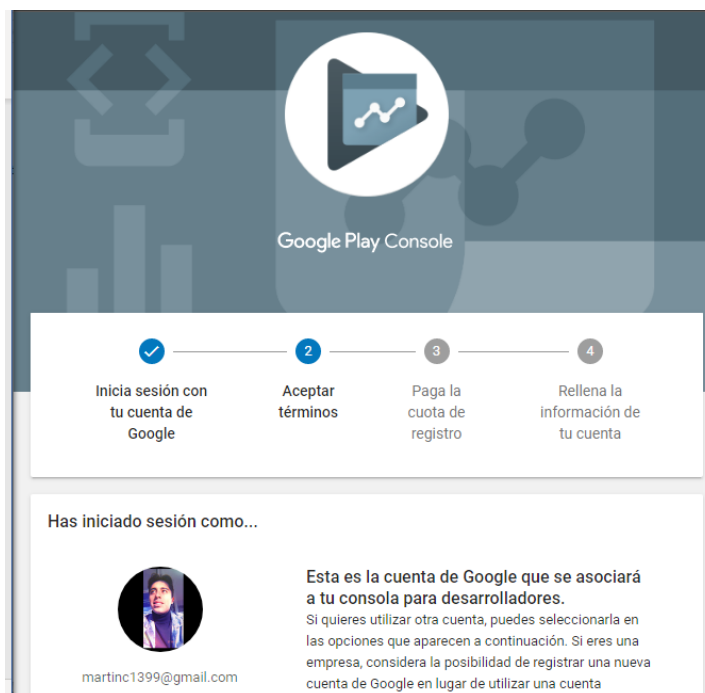 Google Play Console
2
3
4
Inicia sesión con
tu cuenta de
Google
Aceptar
términos
Paga la
cuota de
registro
Rellena la
información de
tu cuenta
Has iniciado sesión como...
martinc1399@gmail.com
Esta es la cuenta de Google que se asociará
a tu consola para desarrolladores.
Si quieres utilizar otra cuenta, puedes seleccionarla en
las opciones que aparecen a continuación. Si eres una
empresa, considera la posibilidad de registrar una nueva
cuenta de Google en lugar de utilizar una cuenta